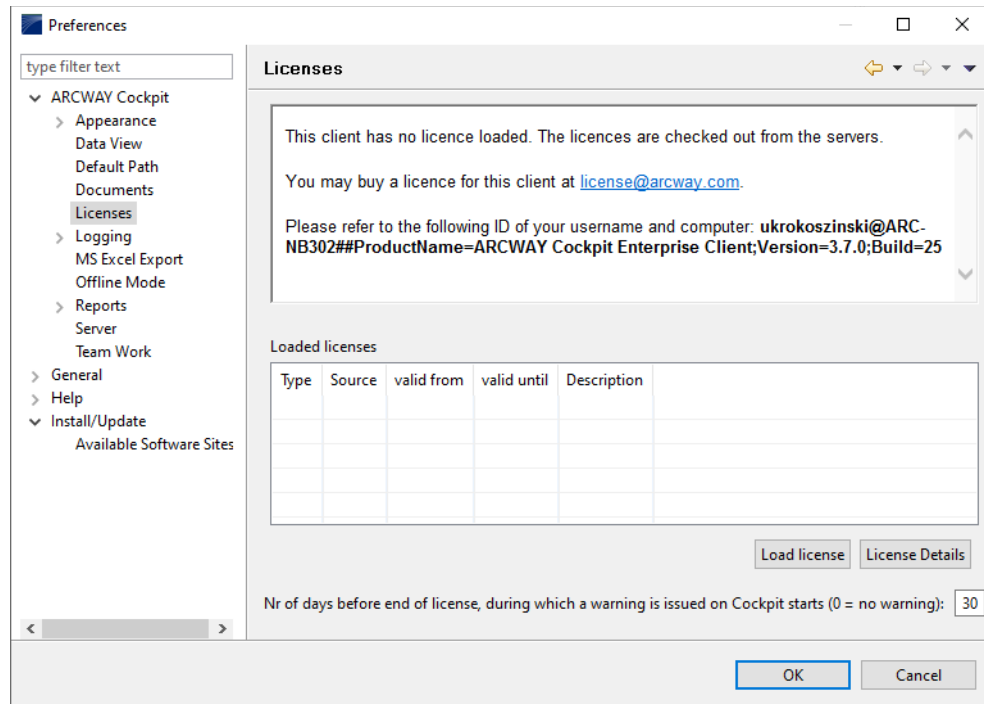 Preferences
type filter text
ARCWAY Cockpit
Appearance
Data View
Default Path
Documents
Licenses
Logging
MS Excel Export
Offline Mode
Reports
Server
Team Work
General
Help
Install/Update
Available Software Sites
Licenses
This client has no licence loaded. The licences are checked out from the servers.
You may buy a licence for this client at license@arcway.com.
Please refer to the following ID of your username and computer: ukrokoszinski@ARC-
NB302##ProductName=ARCWAY Cockpit Enterprise Client;Version=3.7.0;Build=25
Loaded licenses
Type Source valid from valid until Description
Load license License Details
Nr of days before end of license, during which a warning is issued on Cockpit starts (0 = no warning): 30
OK Cancel